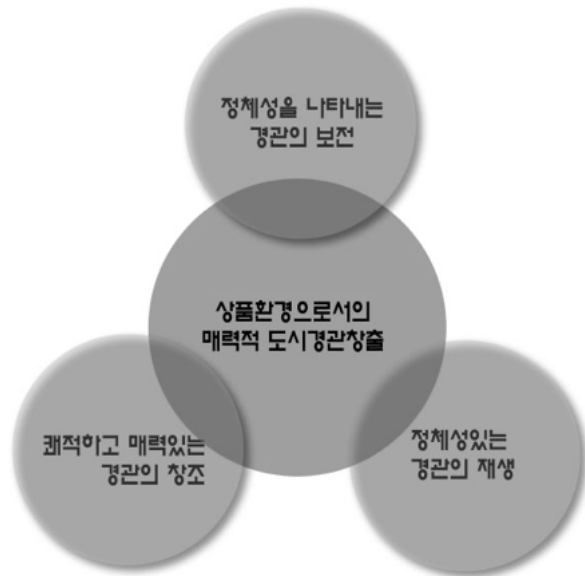 정체성을 나타내는
경관의 보전
상품환경으로서의
매력적 도시경관창출
쾌적하고 매력있는
경관의 창조
정체성있는
경관의 재생